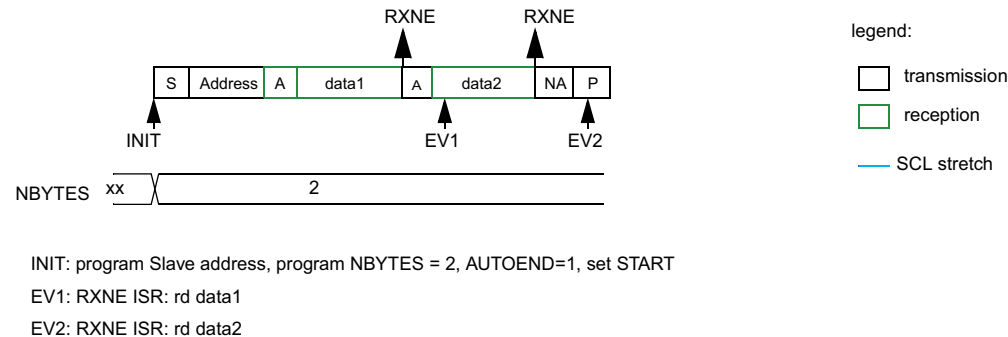 RXNE RXNE
legend:
S Address A data1 A data2 NA P
transmission
reception
INIT EV1 EV2
SCL stretch
NBYTES xx 2
INIT: program Slave address, program NBYTES = 2, AUTOEND=1, set START
EV1: RXNE ISR: rd data1
EV2: RXNE ISR: rd data2